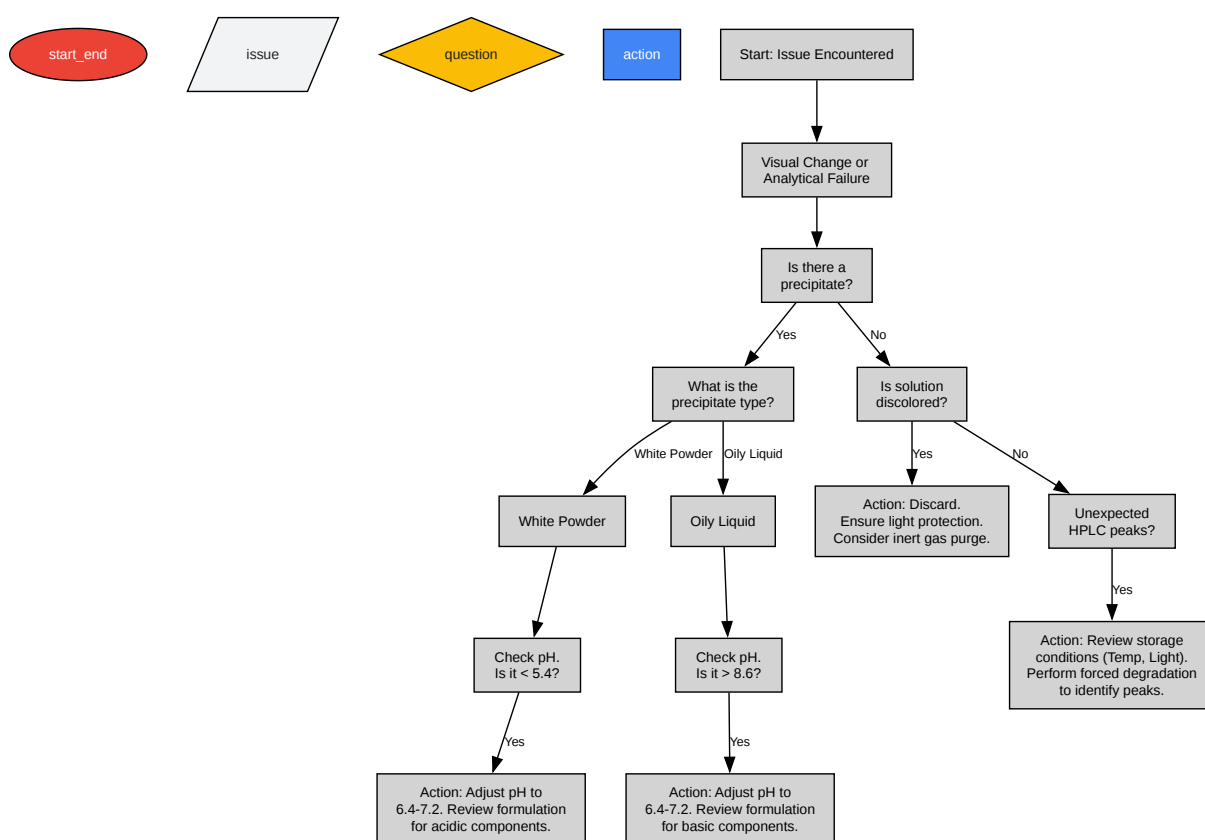 start_end
issue
question
action
Start: Issue Encountered
Visual Change or
Analytical Failure
Is there a
precipitate?
Yes
No
What is the
precipitate type?
Is solution
discolored?
White Powder
Oily Liquid
Yes
No
White Powder
Oily Liquid
Action: Discard.
Ensure light protection.
Consider inert gas purge.
Unexpected
HPLC peaks?
Yes
Check pH.
Is it < 5.4?
Check pH.
Is it > 8.6?
Action: Review storage
conditions (Temp, Light).
Perform forced degradation
to identify peaks.
Yes
Yes
Action: Adjust pH to
6.4-7.2. Review formulation
for acidic components.
Action: Adjust pH to
6.4-7.2. Review formulation
for basic components.